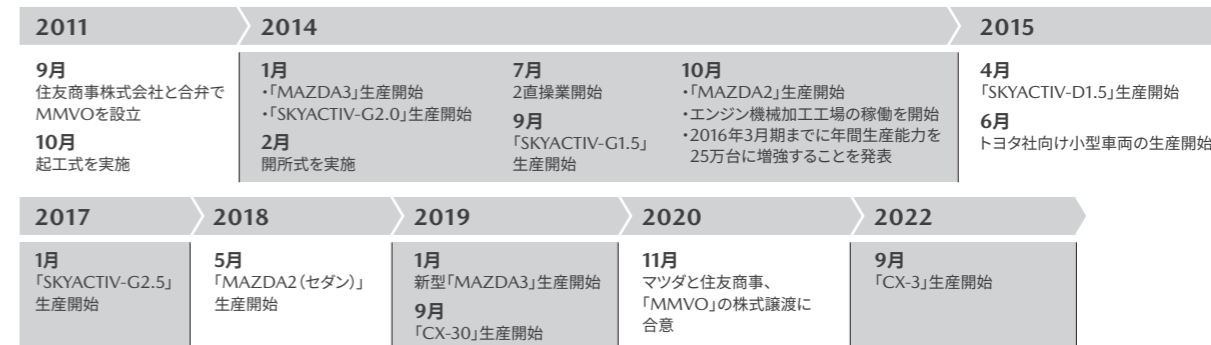 2011
9月
住友商事株式会社と合弁で
MMVOを設立
10月
起工式を実施
2014
1月
・「MAZDA3」生産開始
・「SKYACTIV-G2.0」生産開始
2月
開所式を実施
7月
2直操業開始
9月
「SKYACTIV-G1.5」
生産開始
10月
・「MAZDA2」生産開始
・エンジン機械加工工場の稼働を開始
・2016年3月期までに年間生産能力を
25万台に増強することを発表
2015
4月
「SKYACTIV-D1.5」生産開始
6月
トヨタ社向け小型車両の生産開始
2017
1月
「SKYACTIV-G2.5」
生産開始
2018
5月
「MAZDA2（セダン）」
生産開始
2019
1月
新型「MAZDA3」生産開始
9月
「CX-30」生産開始
2020
11月
マツダと住友商事、
「MMVO」の株式譲渡に
合意
2022
9月
「CX-3」生産開始